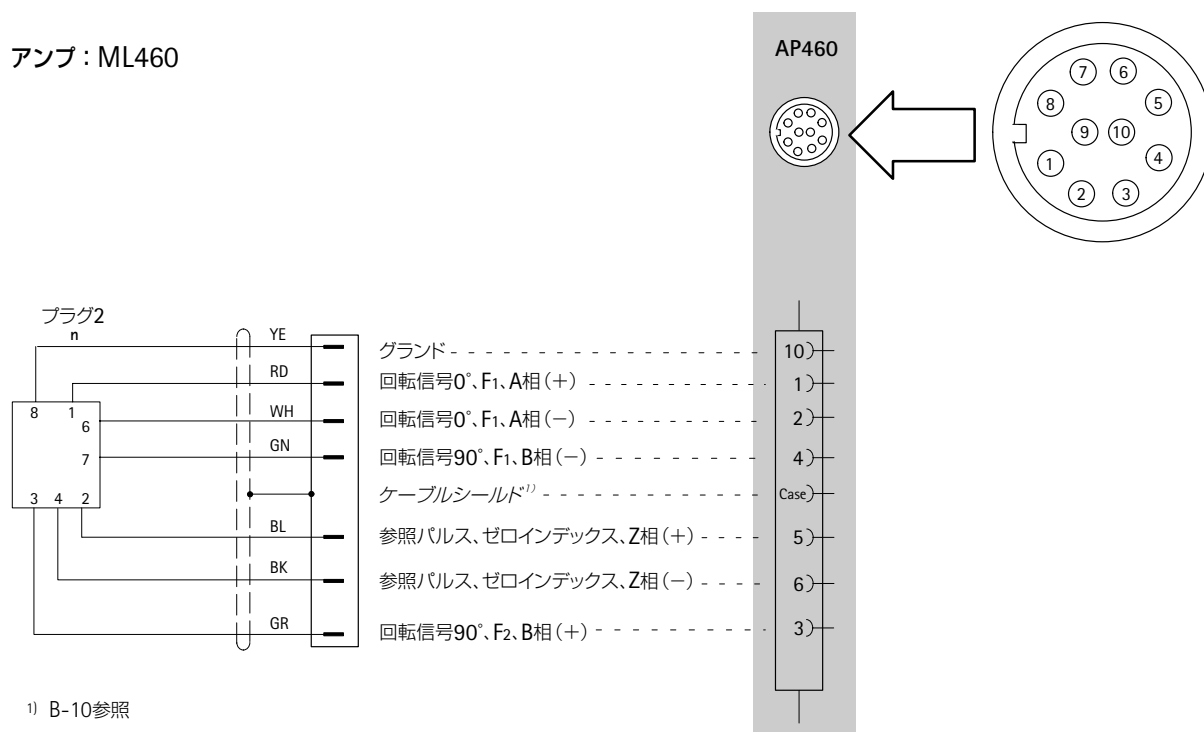 アンプ：ML460
AP460
7 6
8 5
9 10
1 4
2 3
プラグ2
n
YE
グランド
10
RD
回転信号0°、F1、A相（+）
1
8 1
6
WH
回転信号0°、F1、A相（−）
2
7
GN
回転信号90°、F1、B相（−）
4
ケーブルシールド1)
Case
3 4 2
BL
参照パルス、ゼロインデックス、Z相（+）
5
BK
参照パルス、ゼロインデックス、Z相（−）
6
GR
回転信号90°、F2、B相（+）
3
1) B-10参照